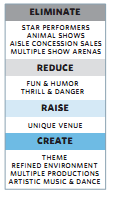 ELIMINATE
STAR PERFORMERS
ANIMAL SHOWS
AISLE CONCESSION SALES
MULTIPLE SHOW ARENAS
REDUCE
FUN & HUMOR
THRILL & DANGER
RAISE
UNIQUE VENUE
CREATE
THEME
REFINED ENVIRONMENT
MULTIPLE PRODUCTIONS
ARTISTIC MUSIC & DANCE